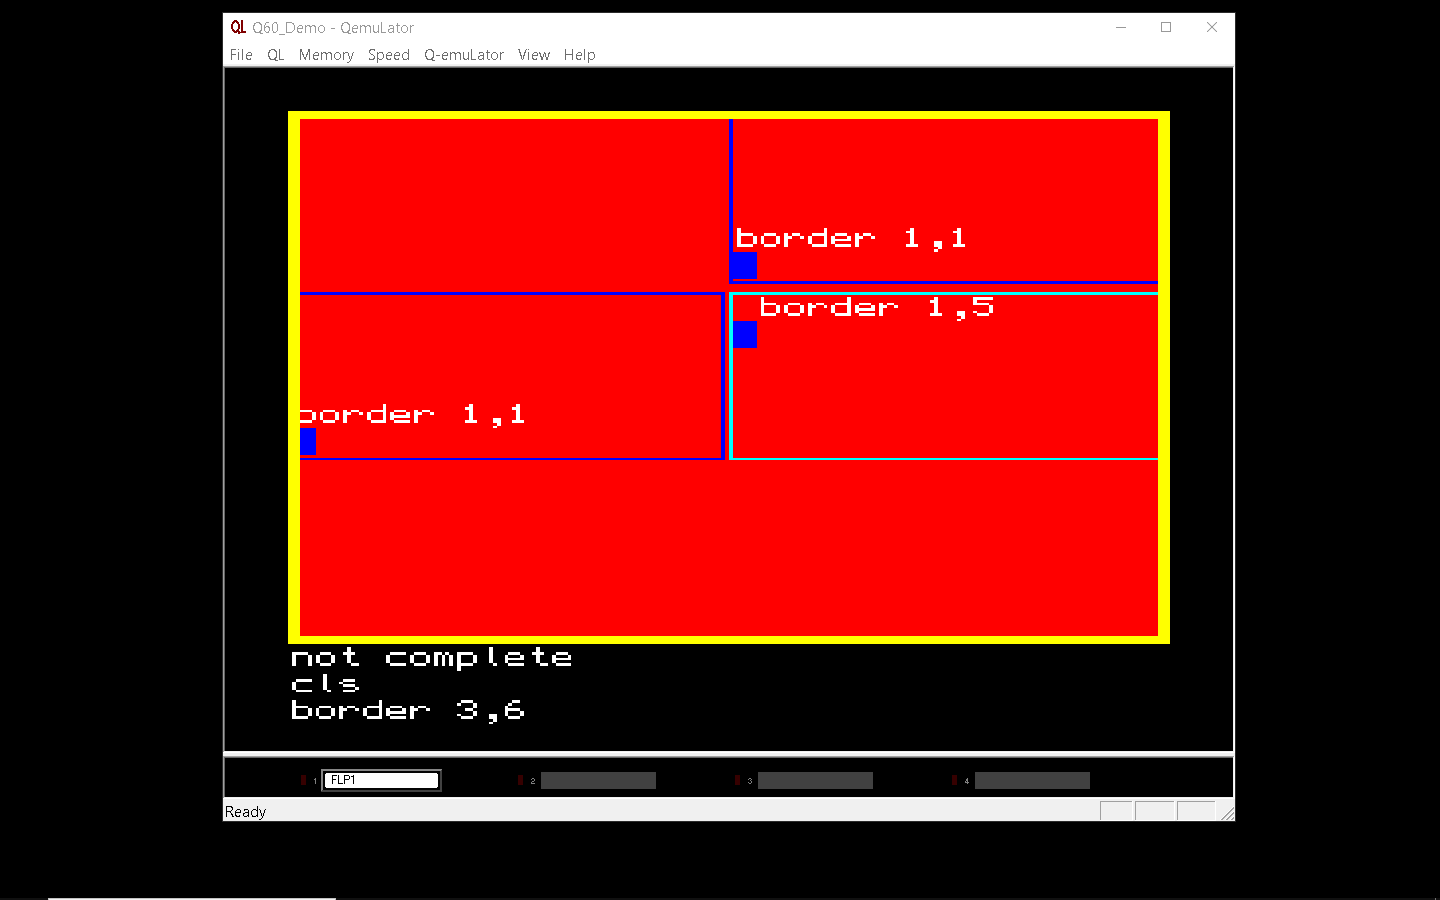 QL Q60_Demo - QemuLator
File QL Memory Speed Q-emuLator View Help
border 1,1
border 1,5
border 1,1
not complete
cls
border 3,6
1 FLP1 2 3 4
Ready